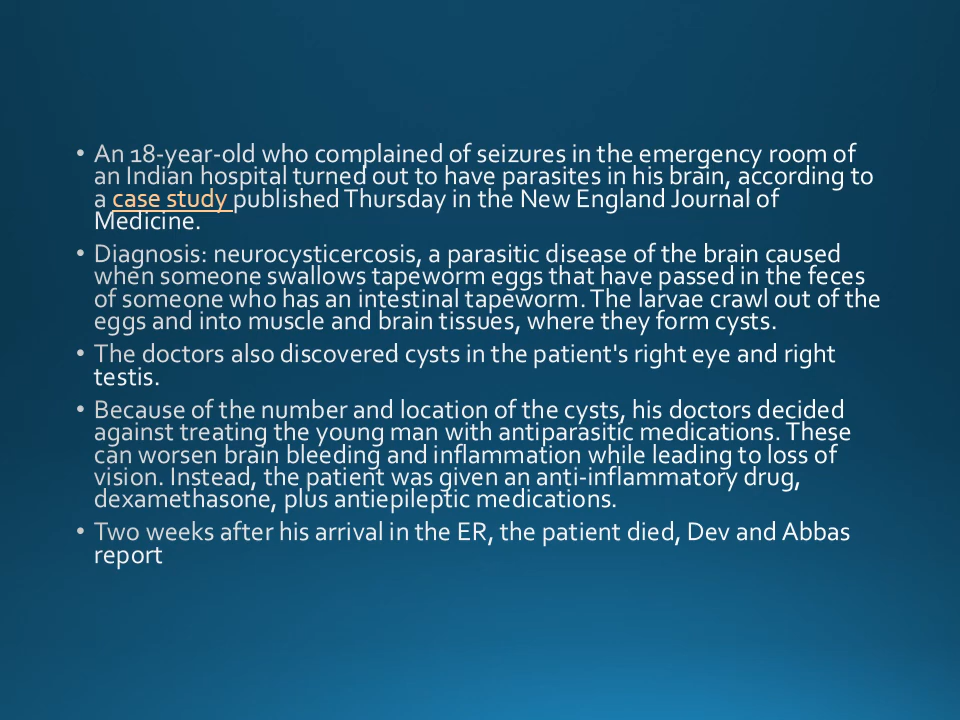 • An 18-year-old who complained of seizures in the emergency room of
an Indian hospital turned out to have parasites in his brain, according to
a case study published Thursday in the New England Journal of
Medicine.
• Diagnosis: neurocysticercosis, a parasitic disease of the brain caused
when someone swallows tapeworm eggs that have passed in the feces
of someone who has an intestinal tapeworm. The larvae crawl out of the
eggs and into muscle and brain tissues, where they form cysts.
• The doctors also discovered cysts in the patient's right eye and right
testis.
• Because of the number and location of the cysts, his doctors decided
against treating the young man with antiparasitic medications. These
can worsen brain bleeding and inflammation while leading to loss of
vision. Instead, the patient was given an anti-inflammatory drug,
dexamethasone, plus antiepileptic medications.
• Two weeks after his arrival in the ER, the patient died, Dev and Abbas
report